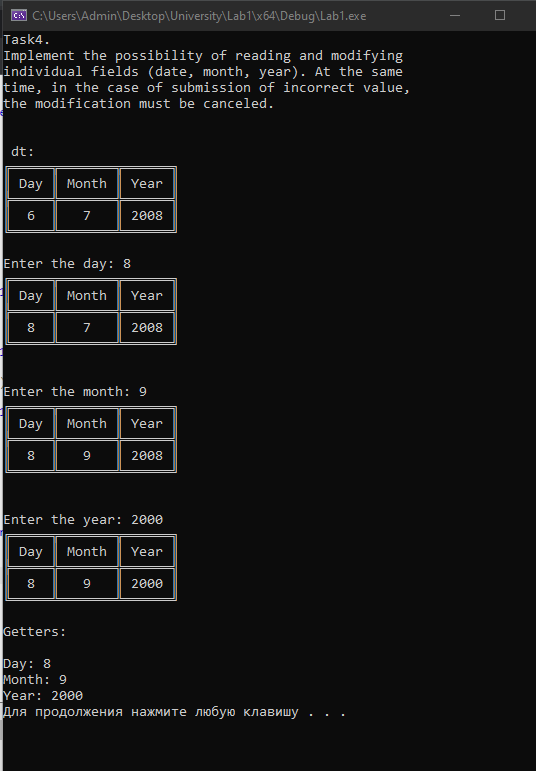 C:\Users\Admin\Desktop\University\Lab1\x64\Debug\Lab1.exe
Task4.
Implement the possibility of reading and modifying
individual fields (date, month, year). At the same
time, in the case of submission of incorrect value,
the modification must be canceled.
dt:
Day Month Year
6 7 2008
Enter the day: 8
Day Month Year
8 7 2008
Enter the month: 9
Day Month Year
8 9 2008
Enter the year: 2000
Day Month Year
8 9 2000
Getters:
Day: 8
Month: 9
Year: 2000
Для продолжения нажмите любую клавишу . . .